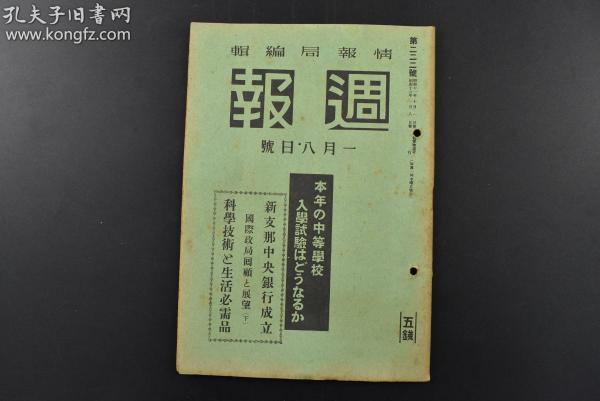 孔夫子旧书网
www.kongfz.com
輯編局報情
報週
號日八月一
第二二二號
本年の中等學校
入學試驗はどうなるか
新支那中央銀行成立
國際政局回顧と展望(下)
科學技術と生活必需品
五錢